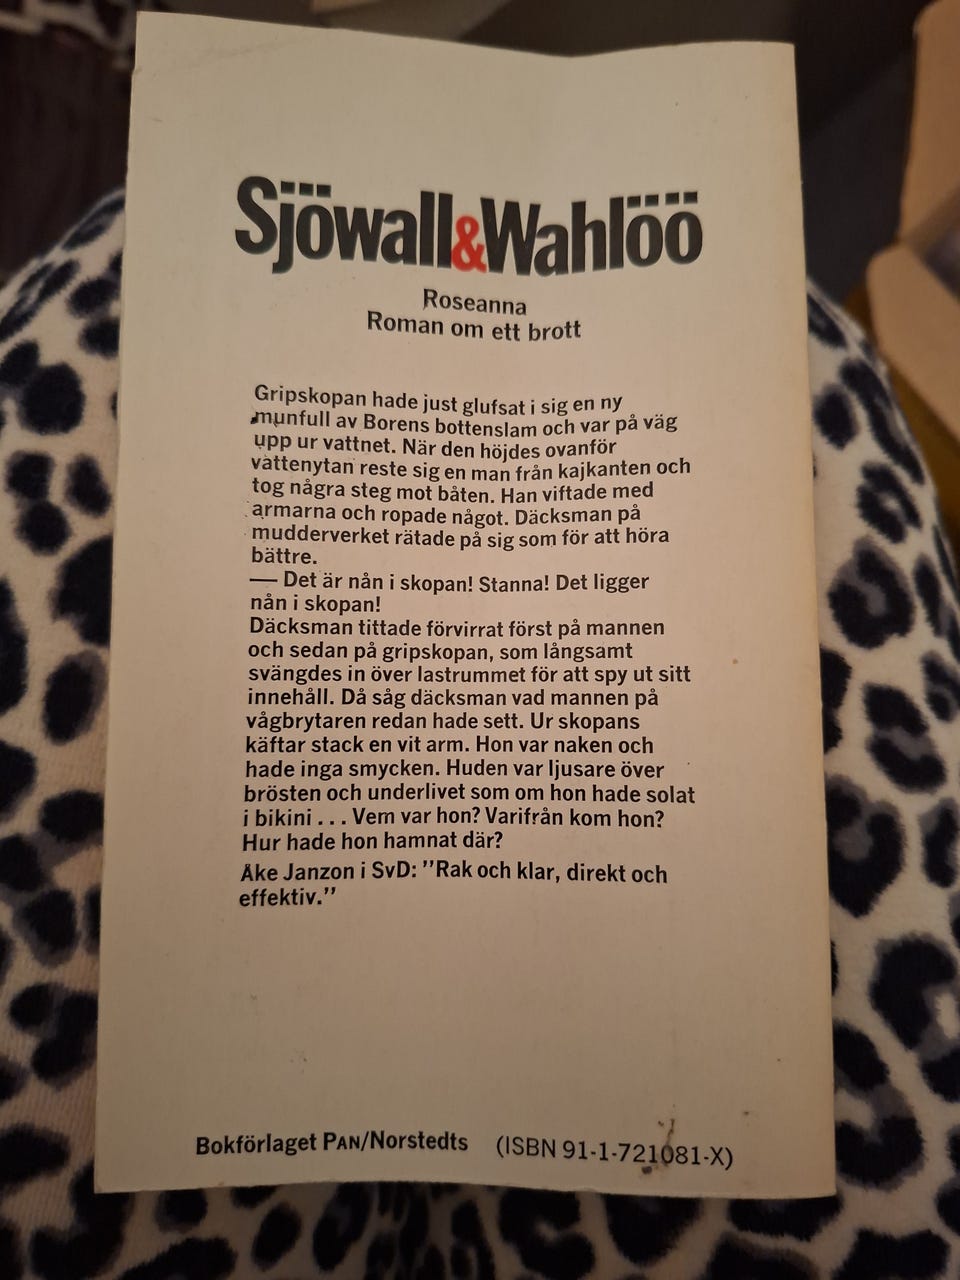 Sjöwall&Wahlöö
Roseanna
Roman om ett brott
Gripskopan hade just glufsat i sig en ny
munfull av Borens bottenslam och var på väg
upp ur vattnet. När den höjdes ovanför
vattenytan reste sig en man från kajkanten och
tog några steg mot båten. Han viftade med
armarna och ropade något. Däcksman på
mudderverket rätade på sig som för att höra
bättre.
— Det är nån i skopan! Stanna! Det ligger
nån i skopan!
Däcksman tittade förvirrat först på mannen
och sedan på gripskopan, som långsamt
svängdes in över lastrummet för att spy ut sitt
innehåll. Då såg däcksman vad mannen på
vågbrytaren redan hade sett. Ur skopans
käftar stack en vit arm. Hon var naken och
hade inga smycken. Huden var ljusare över
brösten och underlivet som om hon hade solat
i bikini . . . Vem var hon? Varifrån kom hon?
Hur hade hon hamnat där?
Åke Janzon i SvD: ”Rak och klar, direkt och
effektiv.”
Bokförlaget PAN/Norstedts (ISBN 91-1-721081-X)